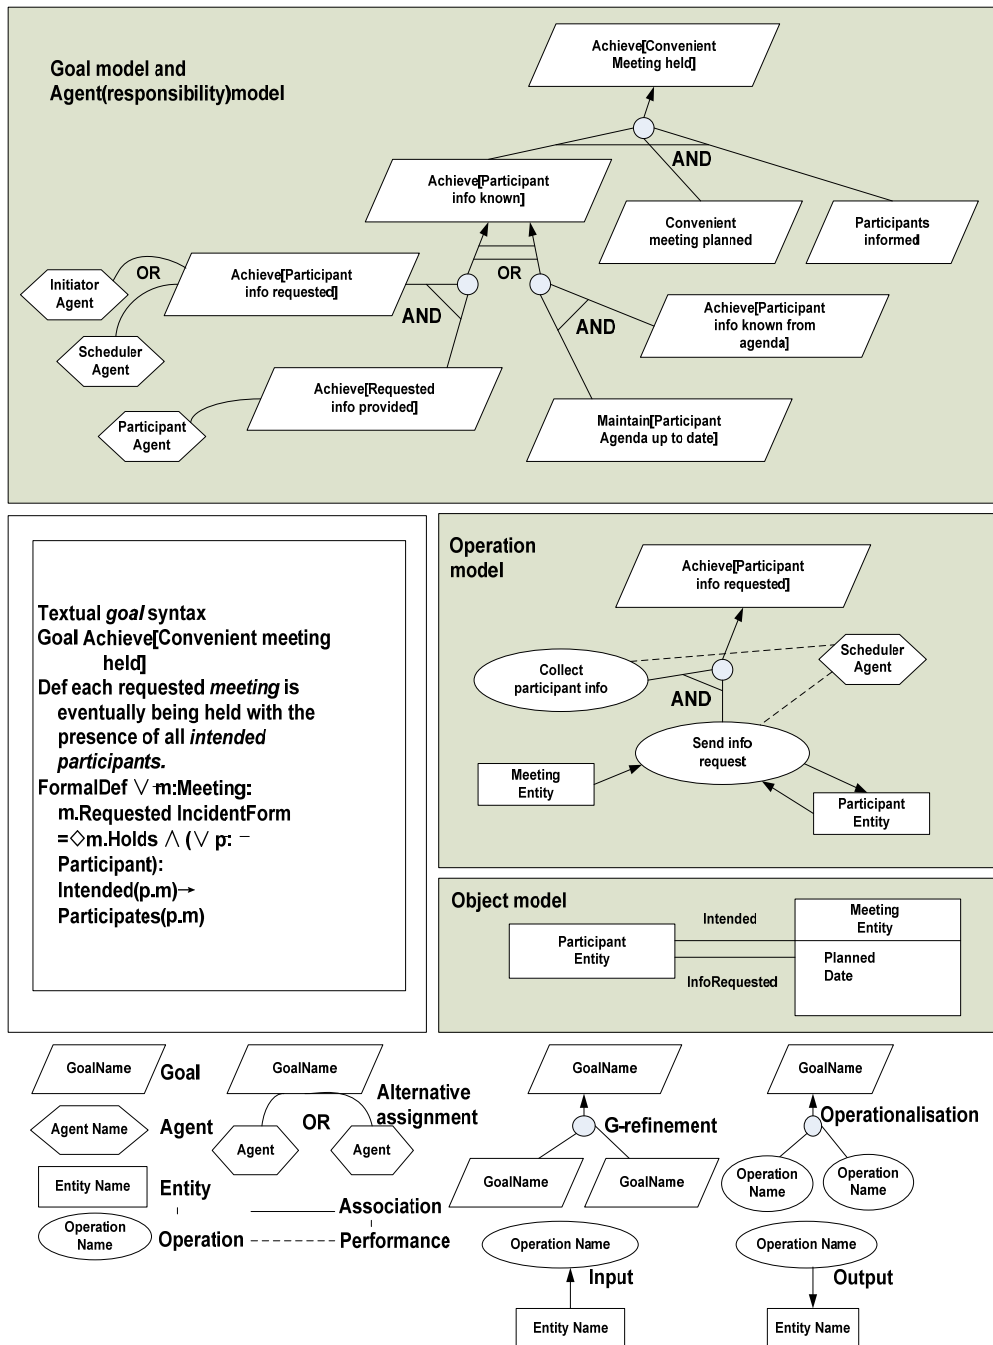 Goal model and
Agent(responsibility)model
Achieve[Convenient
Meeting held]
AND
Achieve[Participant
info known]
Convenient
meeting planned
Participants
informed
Initiator
Agent
OR
Achieve[Participant
info requested]
OR
AND
AND
Achieve[Participant
info known from
agenda]
Scheduler
Agent
Achieve[Requested
info provided]
Participant
Agent
Maintain[Participant
Agenda up to date]
Textual goal syntax
Goal Achieve[Convenient meeting
held]
Def each requested meeting is
eventually being held with the
presence of all intended
participants.
FormalDef ∨ m:Meeting:
m.Requested IncidentForm
=◇m.Holds ∧ (∨ p:
Participant):
Intended(p.m)→
Participates(p.m)
Operation
model
Achieve[Participant
info requested]
Collect
participant info
Scheduler
Agent
AND
Send info
request
Meeting
Entity
Participant
Entity
Object model
Participant
Entity
Intended
InfoRequested
Meeting
Entity
Planned
Date
GoalName
Goal
Agent Name
Agent
Entity Name
Entity
Operation
Name
Operation
GoalName
Alternative
assignment
OR
Agent
Agent
Association
Performance
GoalName
G-refinement
GoalName
GoalName
Operation Name
Input
Entity Name
GoalName
Operationalisation
Operation
Name
Operation
Name
Operation Name
Output
Entity Name